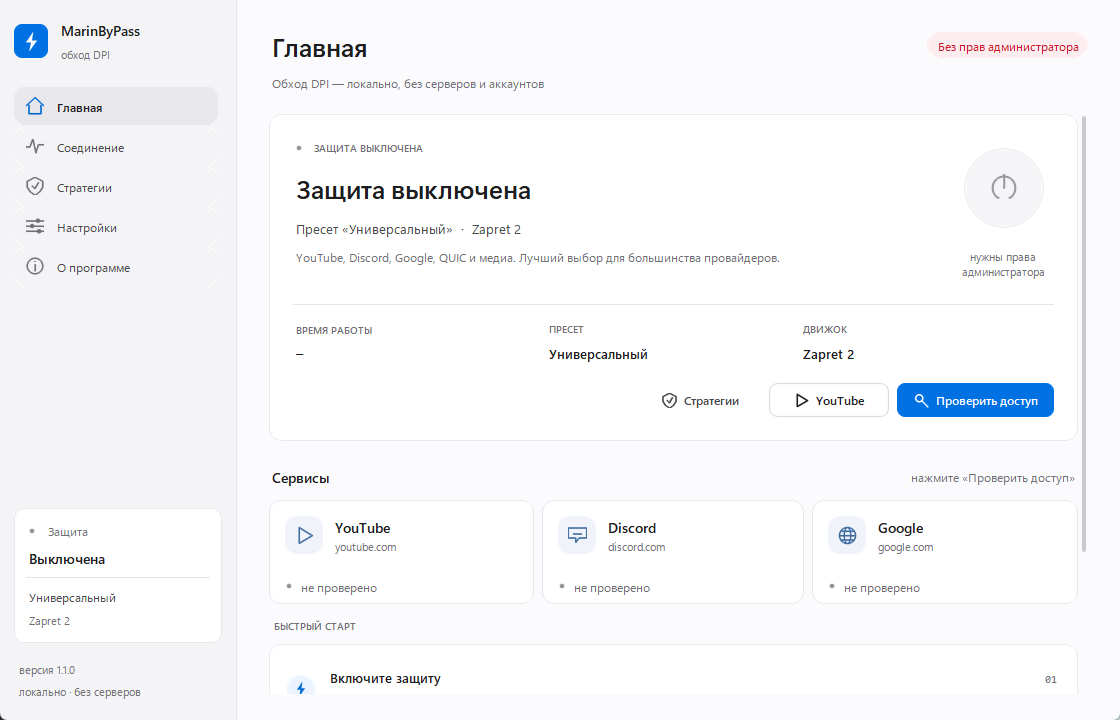 MarinByPass
обход DPI
Главная
Соединение
Стратегии
Настройки
О программе
Защита
Выключена
Универсальный
Zapret 2
версия 1.1.0
локально · без серверов
Главная
Без прав администратора
Обход DPI — локально, без серверов и аккаунтов
ЗАЩИТА ВЫКЛЮЧЕНА
Защита выключена
Пресет «Универсальный» · Zapret 2
YouTube, Discord, Google, QUIC и медиа. Лучший выбор для большинства провайдеров.
нужны права
администратора
ВРЕМЯ РАБОТЫ
—
ПРЕСЕТ
Универсальный
ДВИЖОК
Zapret 2
Стратегии
YouTube
Проверить доступ
Сервисы
нажмите «Проверить доступ»
YouTube
youtube.com
не проверено
Discord
discord.com
не проверено
Google
google.com
не проверено
БЫСТРЫЙ СТАРТ
Включите защиту
01